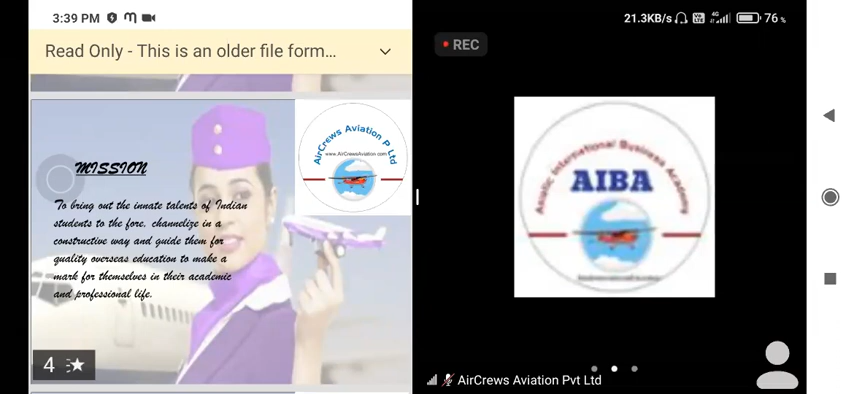 3:39 PM
21.3KB/s
4G
76%
Read Only - This is an older file form...
REC
AirCrews Aviation P Ltd
www.AirCrewsAviation.com
MISSION
To bring out the innate talents of Indian
students to the fore, channelize in a
constructive way and guide them for
quality overseas education to make a
mark for themselves in their academic
and professional life.
Asiatic International Business Academy
AIBA
4
AirCrews Aviation Pvt Ltd